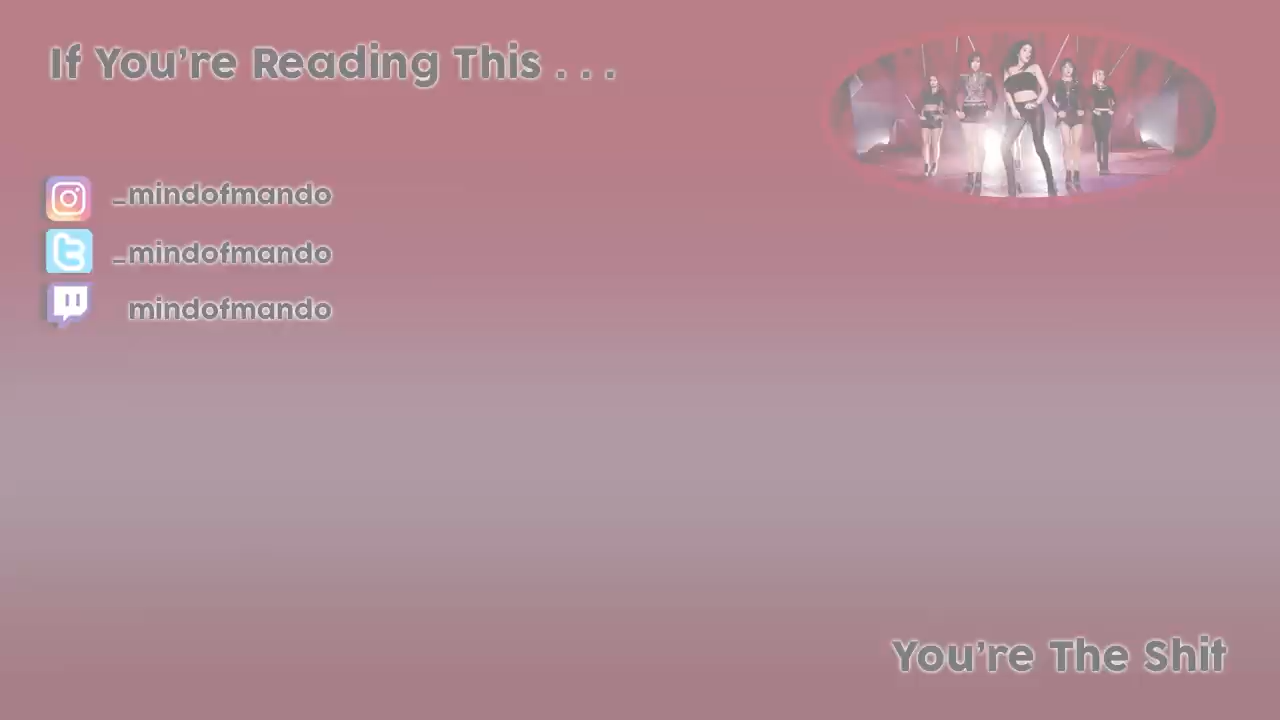 If You're Reading This . . .
_mindofmando
_mindofmando
mindofmando
You're The Shit